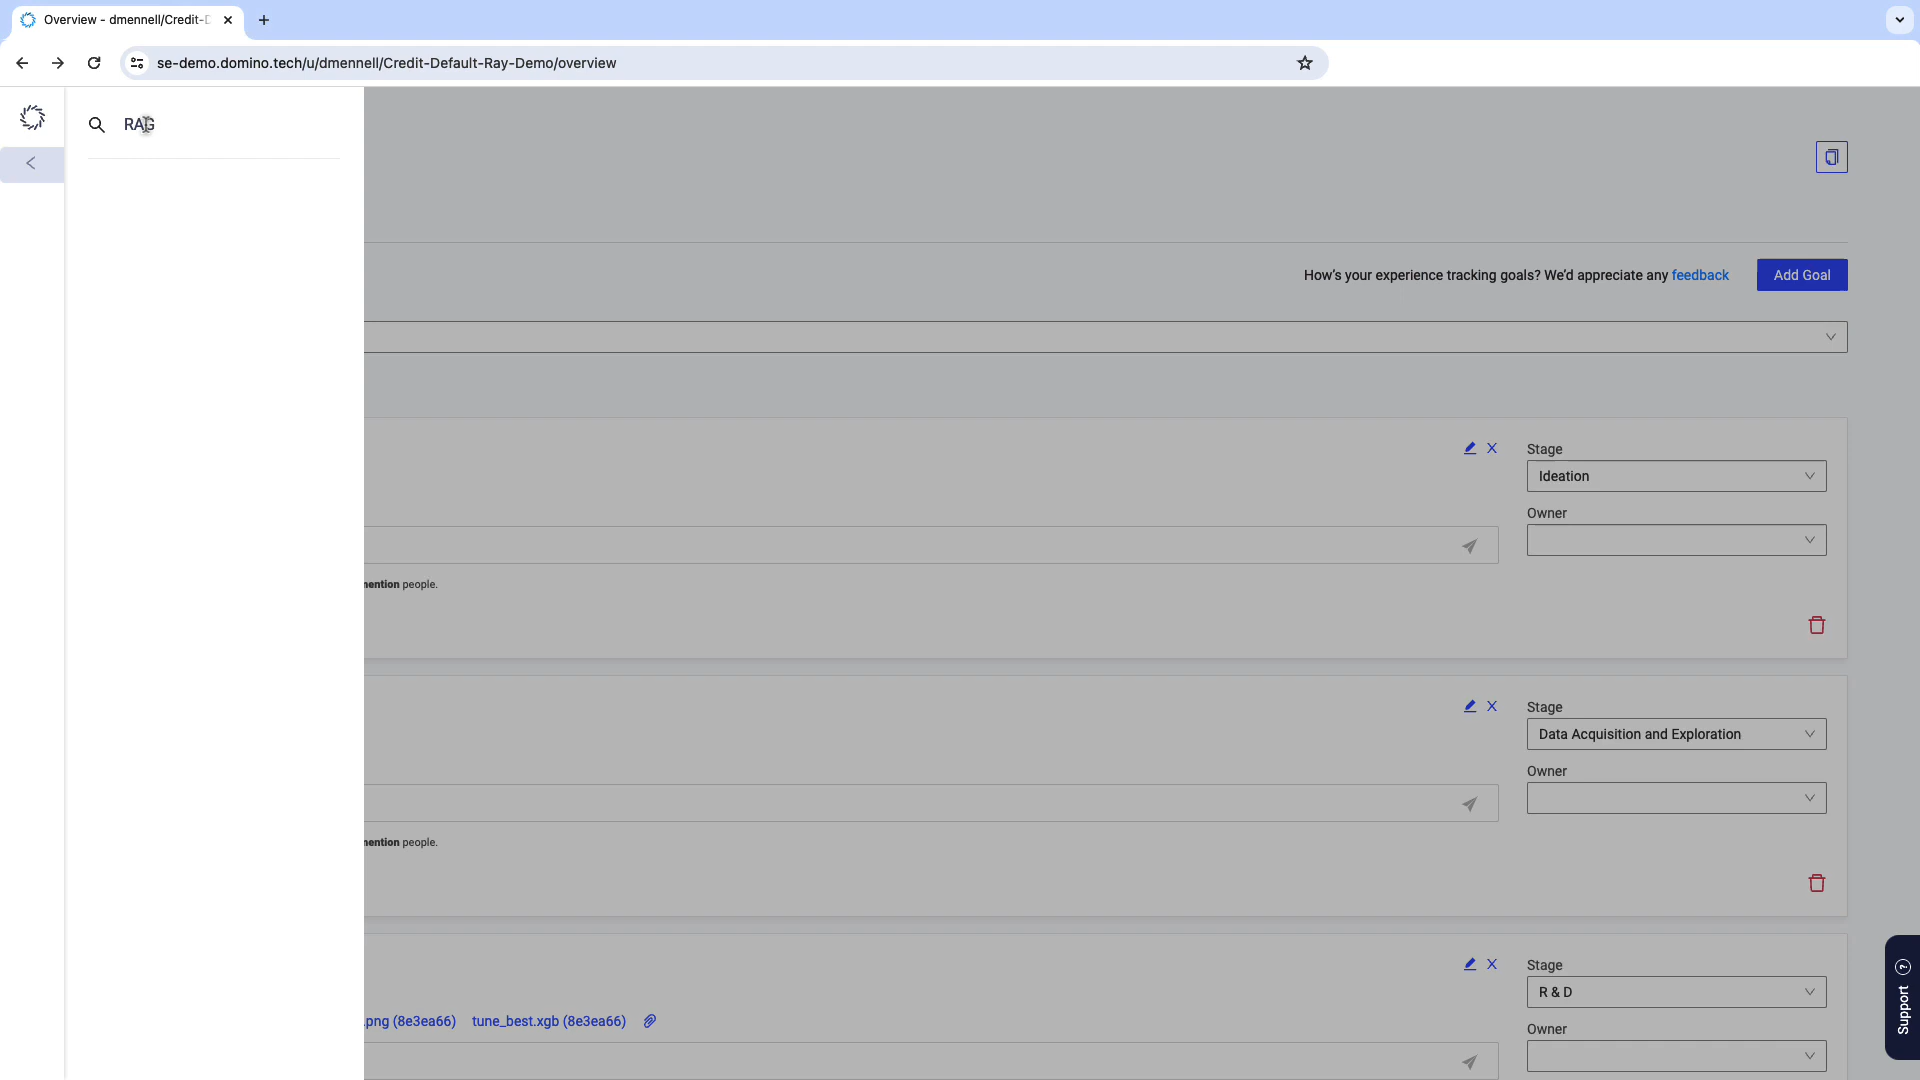 Overview - dmennell/Credit-D
se-demo.domino.tech/u/dmennell/Credit-Default-Ray-Demo/overview
RAG
How's your experience tracking goals? We'd appreciate any feedback
Add Goal
Stage
Ideation
Owner
mention people.
Stage
Data Acquisition and Exploration
Owner
mention people.
Stage
R & D
.png (8e3ea66) tune_best.xgb (8e3ea66)
Owner
Support